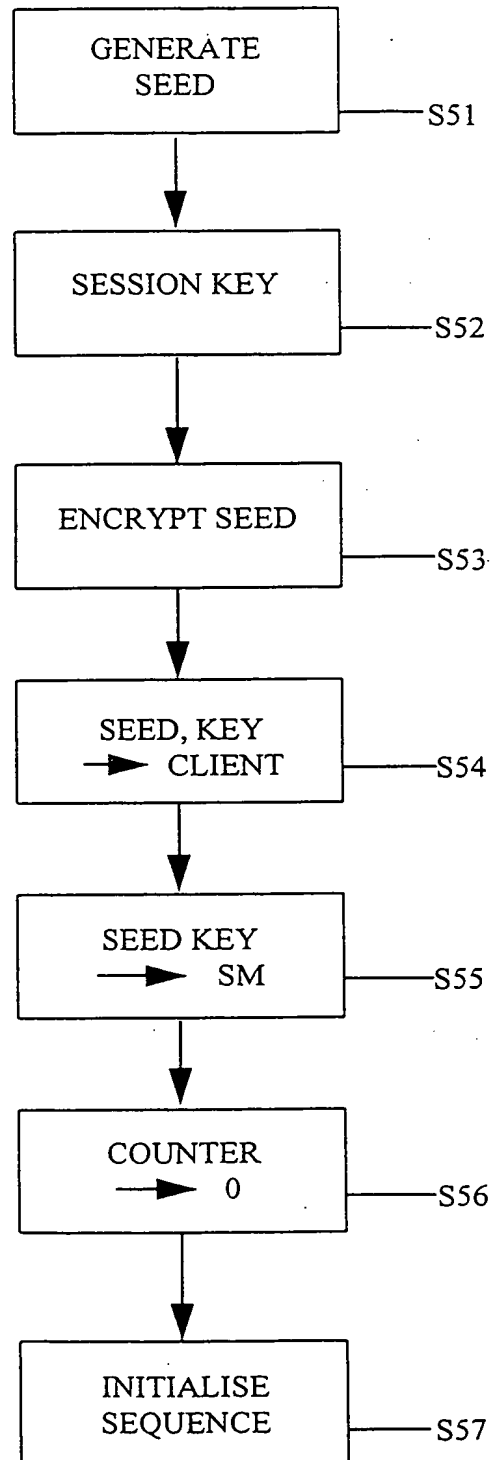 GENERATE
SEED
S51
SESSION KEY
S52
ENCRYPT SEED
S53
SEED, KEY
→ CLIENT
S54
SEED KEY
→ SM
S55
COUNTER
→ 0
S56
INITIALISE
SEQUENCE
S57